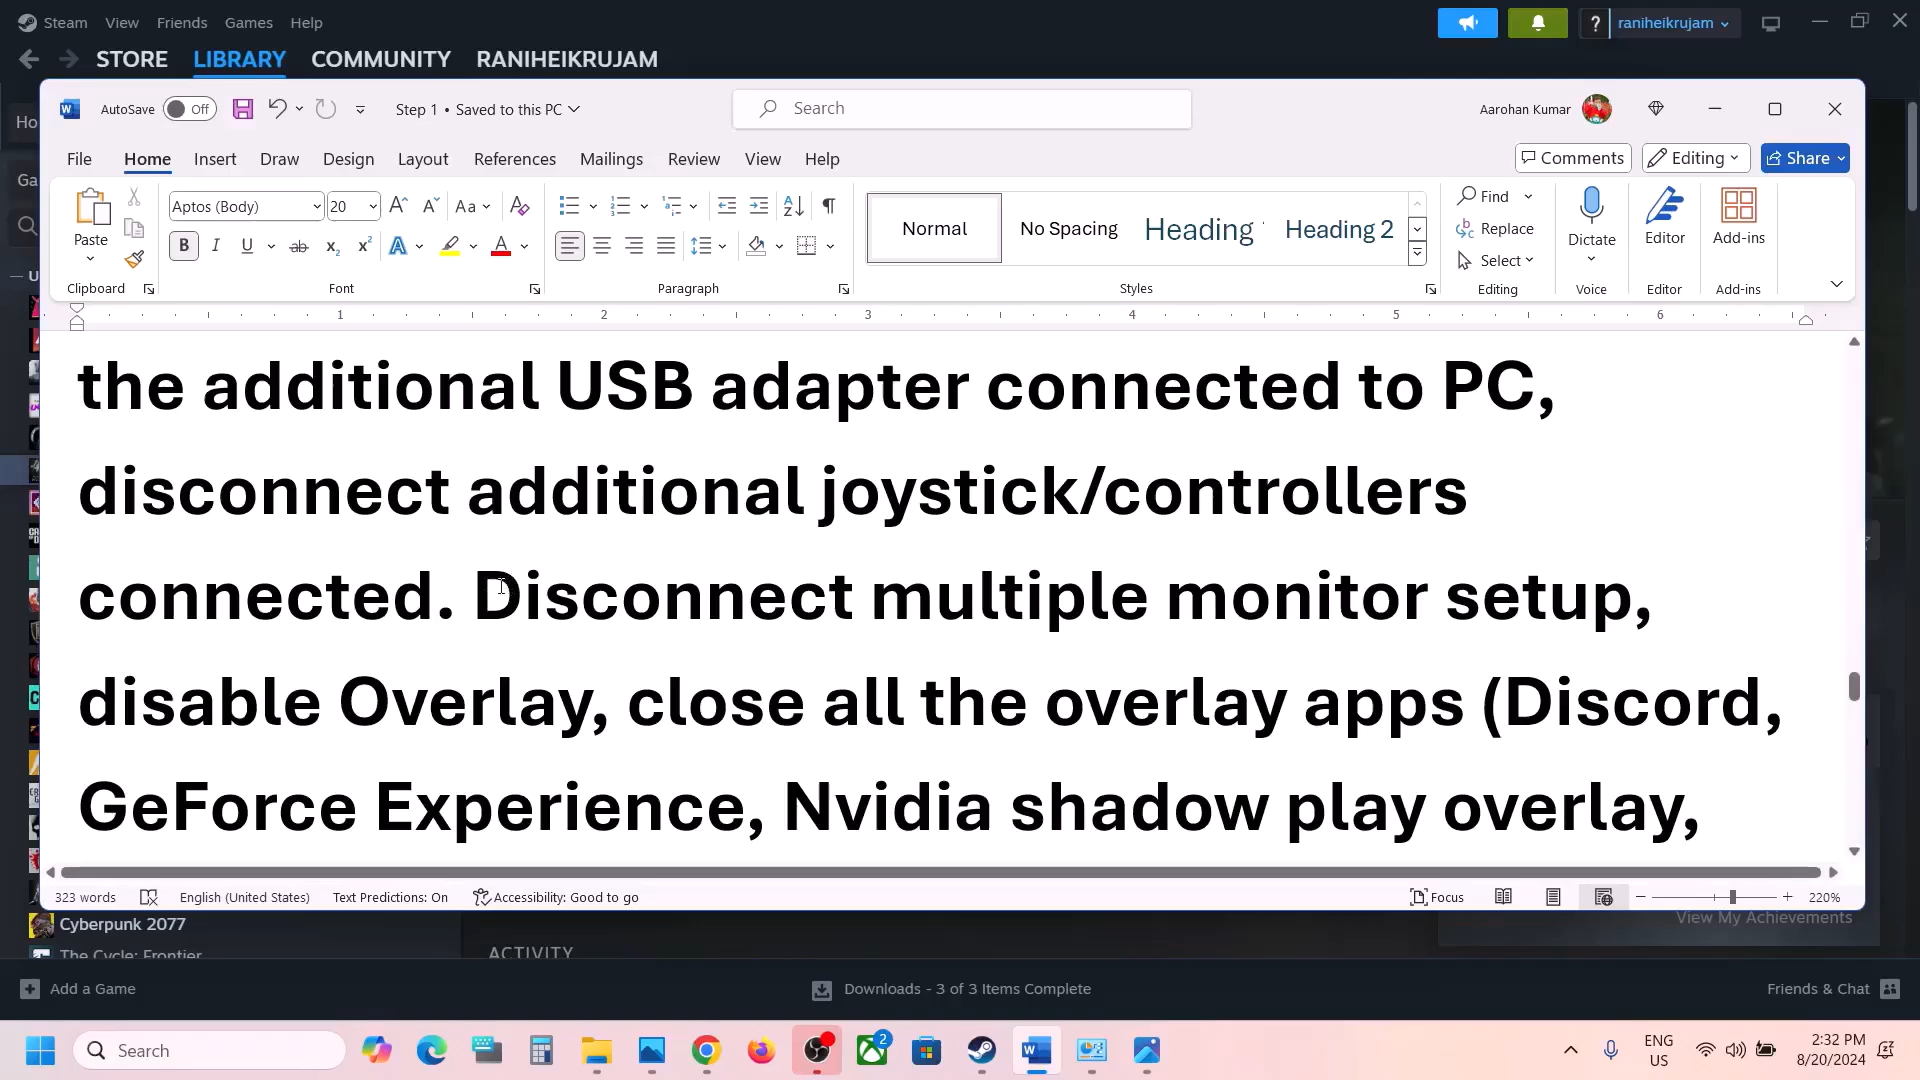 Steam View Friends Games Help
? raniheikrujam
STORE LIBRARY COMMUNITY RANIHEIKRUJAM
AutoSave Off
Step 1 • Saved to this PC
Search
Aarohan Kumar
File Home Insert Draw Design Layout References Mailings Review View Help
Comments Editing Share
Paste
Clipboard
Aptos (Body) 20
Font
Paragraph
Normal No Spacing Heading Heading 2
Styles
Find
Replace
Select
Editing
Dictate
Voice
Editor
Editor
Add-ins
Add-ins
1 2 3 4 5 6
the additional USB adapter connected to PC,
disconnect additional joystick/controllers
connected. Disconnect multiple monitor setup,
disable Overlay, close all the overlay apps (Discord,
GeForce Experience, Nvidia shadow play overlay,
323 words English (United States) Text Predictions: On Accessibility: Good to go
Focus 220%
Cyberpunk 2077
View My Achievements
The Cycle: Frontier
ACTIVITY
Add a Game
Downloads - 3 of 3 Items Complete
Friends & Chat
Search
2
ENG
US
2:32 PM
8/20/2024